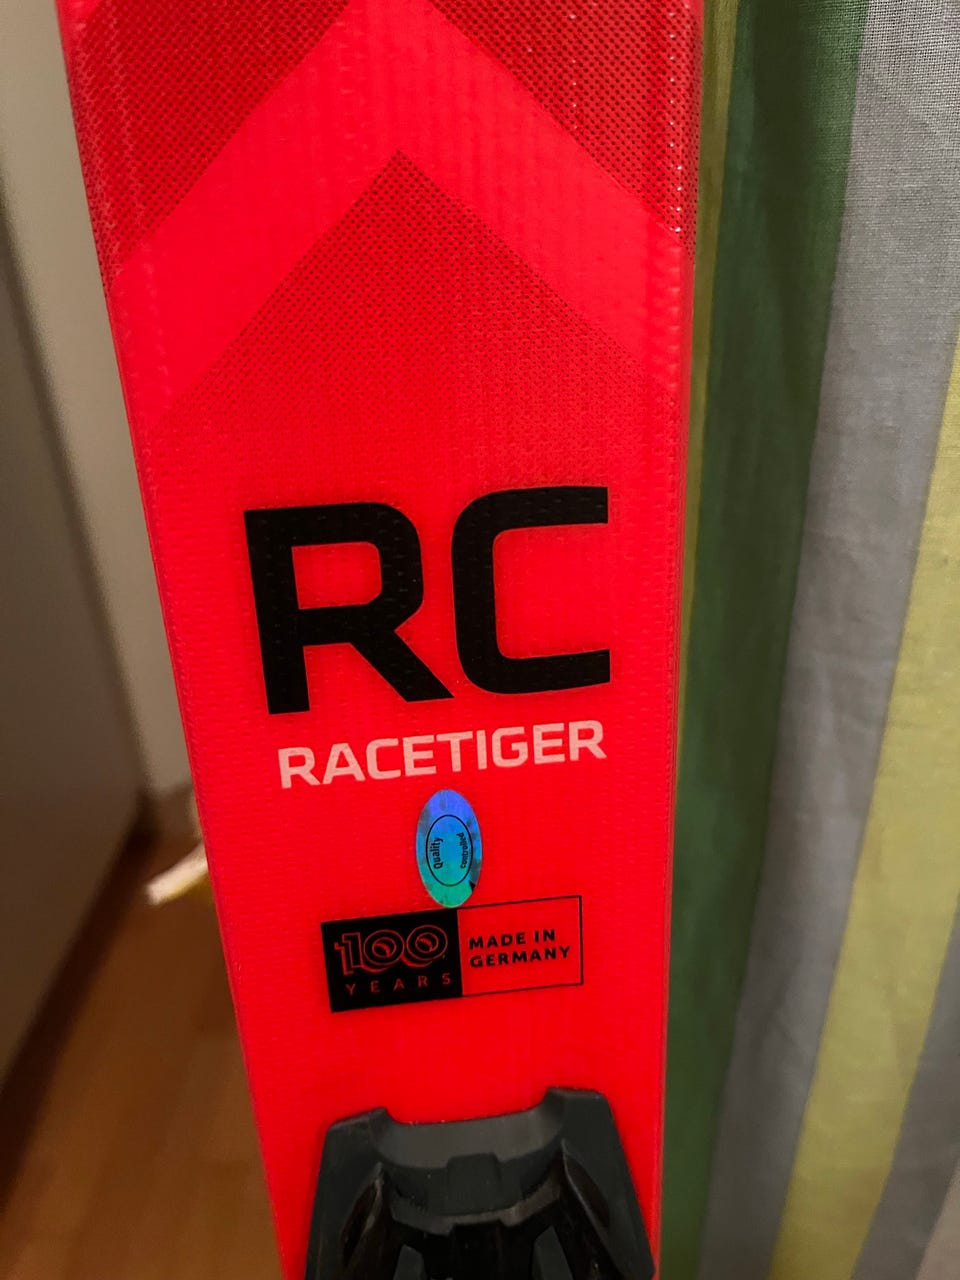 RC
RACETIGER
Quality
controlled
100
YEARS
MADE IN
GERMANY